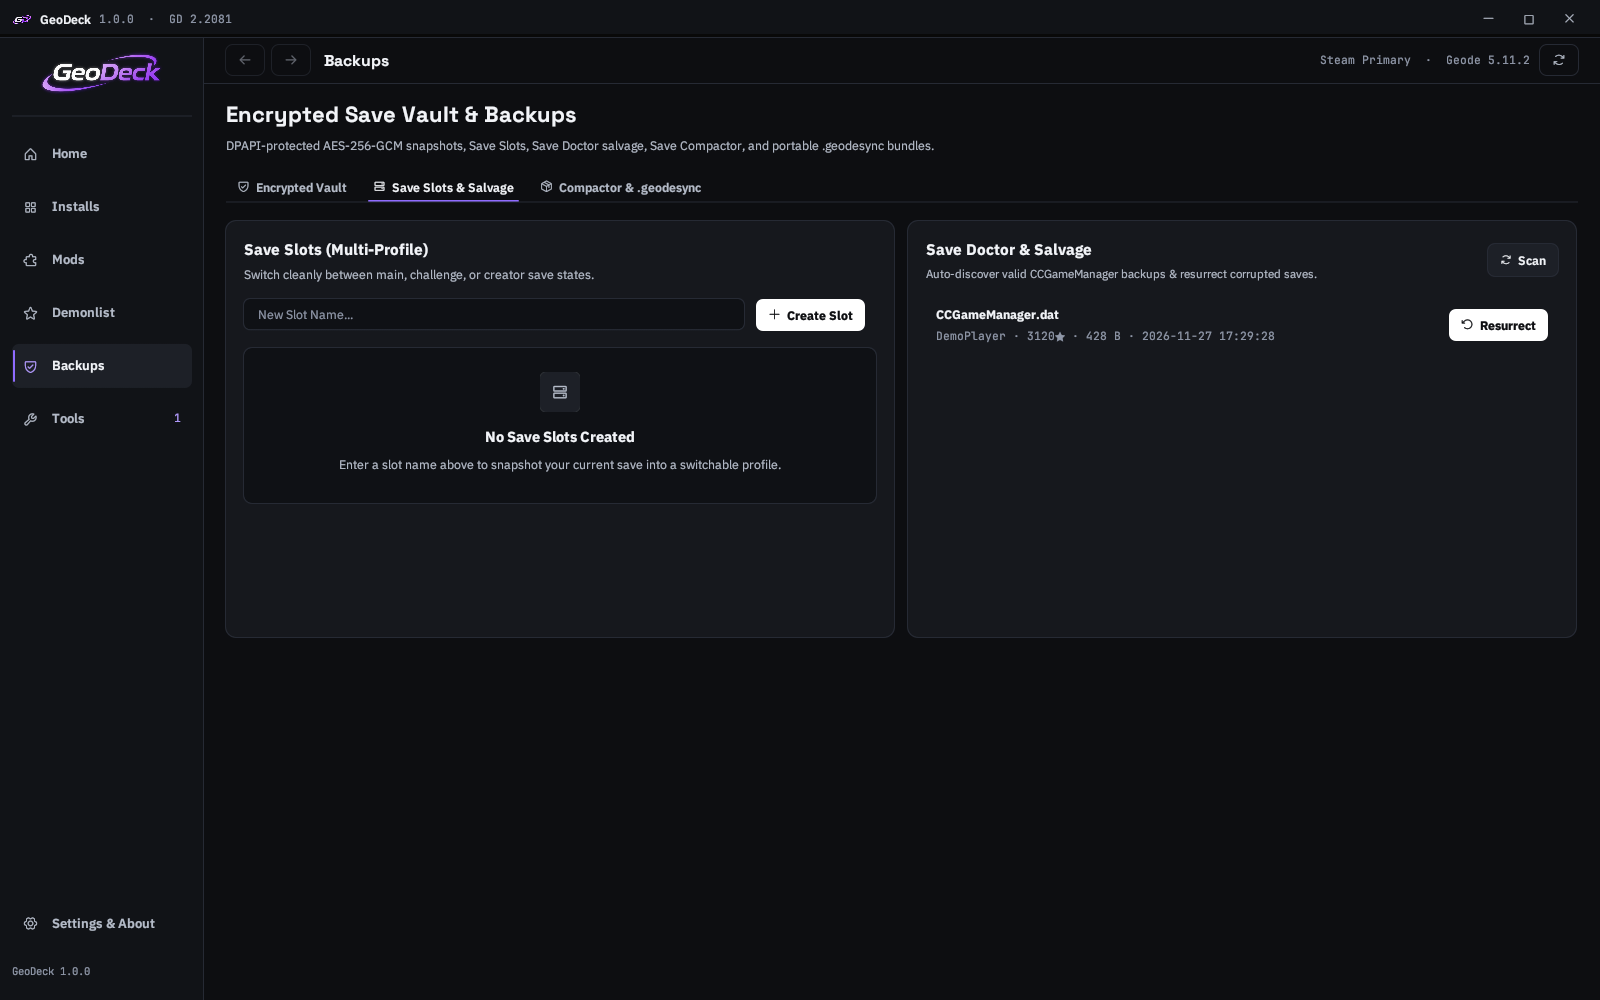 GeoDeck 1.0.0 · GD 2.2081
GeoDeck
Home
Installs
Mods
Demonlist
Backups
Tools 1
Settings & About
GeoDeck 1.0.0
Backups
Steam Primary · Geode 5.11.2
Encrypted Save Vault & Backups
DPAPI-protected AES-256-GCM snapshots, Save Slots, Save Doctor salvage, Save Compactor, and portable .geodesync bundles.
Encrypted Vault Save Slots & Salvage Compactor & .geodesync
Save Slots (Multi-Profile)
Switch cleanly between main, challenge, or creator save states.
New Slot Name...
Create Slot
No Save Slots Created
Enter a slot name above to snapshot your current save into a switchable profile.
Save Doctor & Salvage
Auto-discover valid CCGameManager backups & resurrect corrupted saves.
Scan
CCGameManager.dat
DemoPlayer · 3120★ · 428 B · 2026-11-27 17:29:28
Resurrect